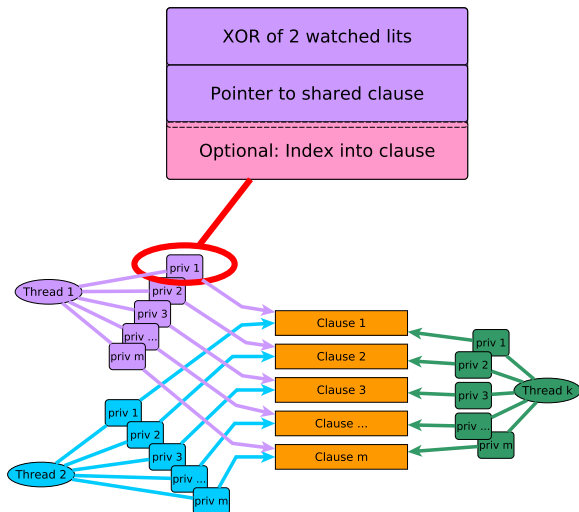 XOR of 2 watched lits
Pointer to shared clause
Optional: Index into clause
Thread 1
priv 1
priv 2
priv 3
priv ...
priv m
Clause 1
Clause 2
Clause 3
Clause ...
Clause m
priv 1
priv 2
priv 3
priv ...
priv m
Thread k
priv 1
priv 2
priv 3
priv ...
priv m
Thread 2